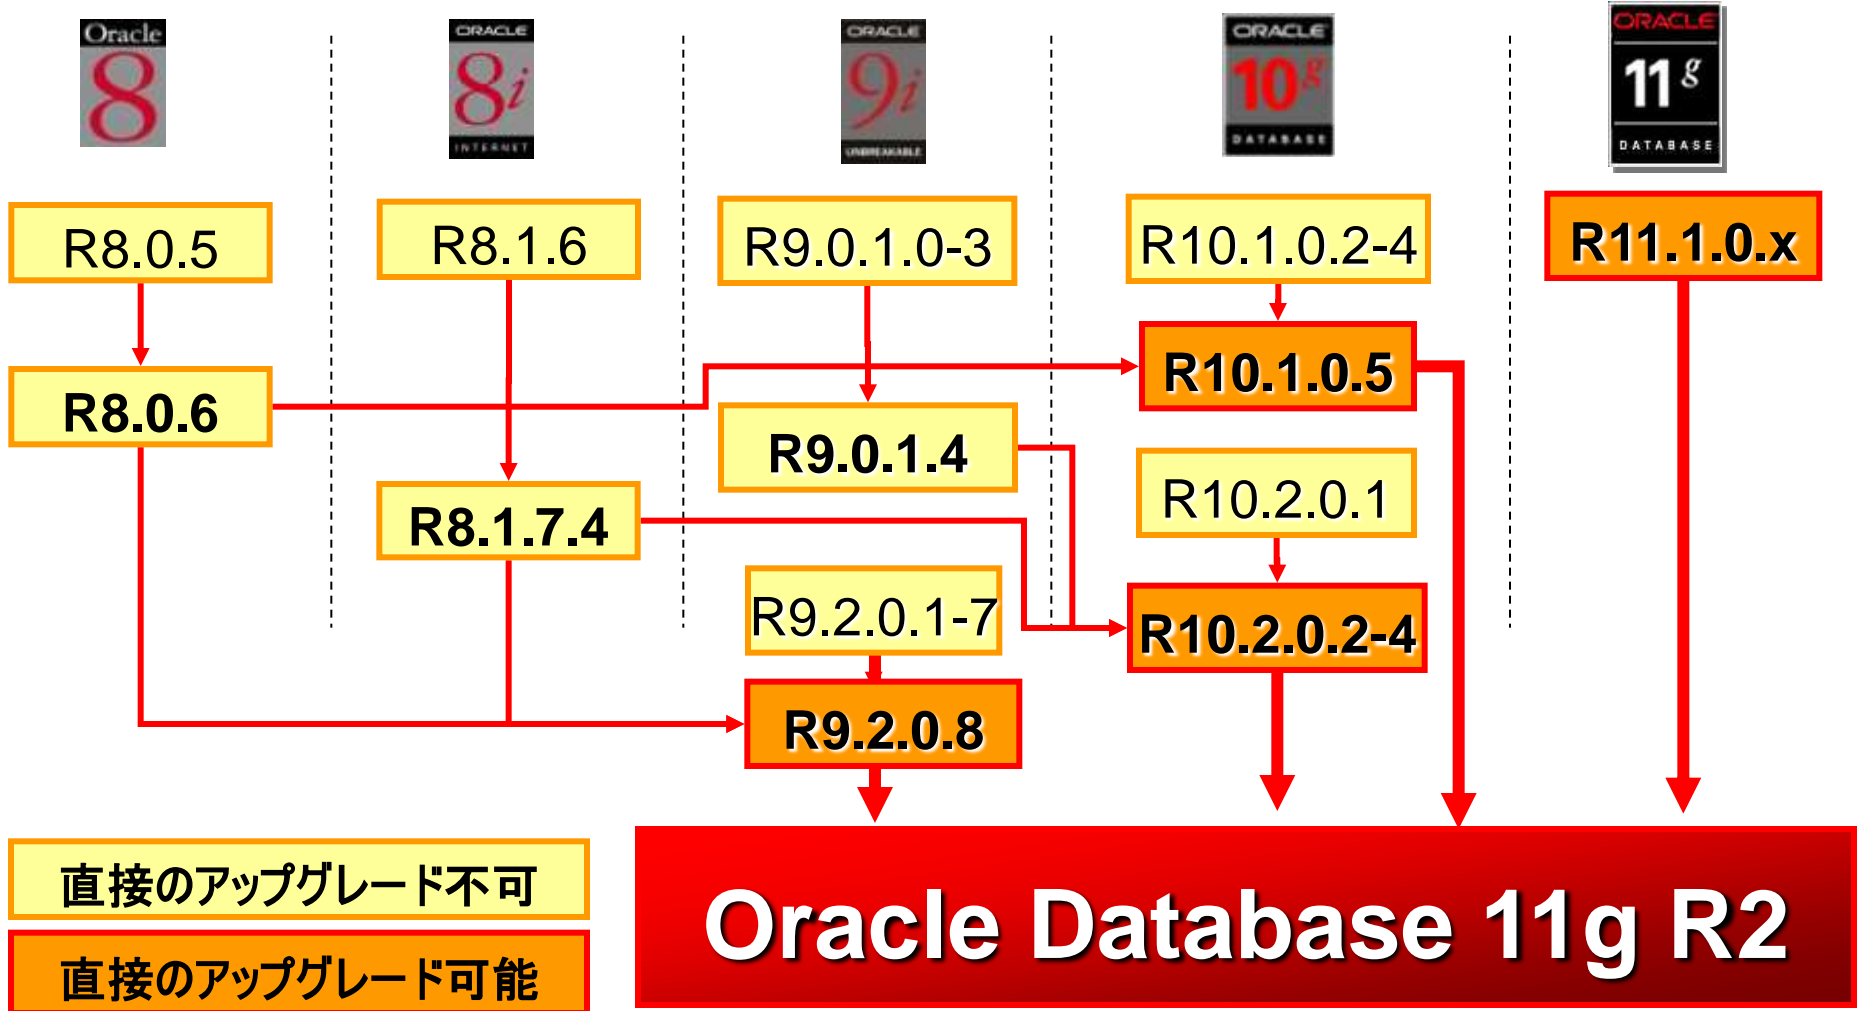 Oracle
8
ORACLE
8i
INTERNET
ORACLE
9i
UNBREAKABLE
ORACLE
10g
DATABASE
ORACLE
11g
DATABASE
R8.0.5
R8.1.6
R9.0.1.0-3
R10.1.0.2-4
R11.1.0.x
R8.0.6
R10.1.0.5
R9.0.1.4
R8.1.7.4
R10.2.0.1
R9.2.0.1-7
R10.2.0.2-4
R9.2.0.8
直接のアップグレード不可
直接のアップグレード可能
Oracle Database 11g R2